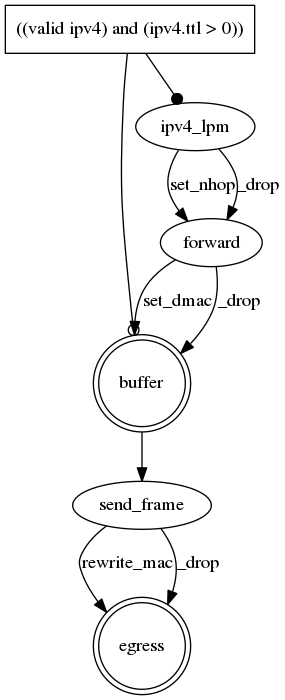 ((valid ipv4) and (ipv4.ttl > 0))
ipv4_lpm
set_nhop _drop
forward
set_dmac _drop
buffer
send_frame
rewrite_mac _drop
egress